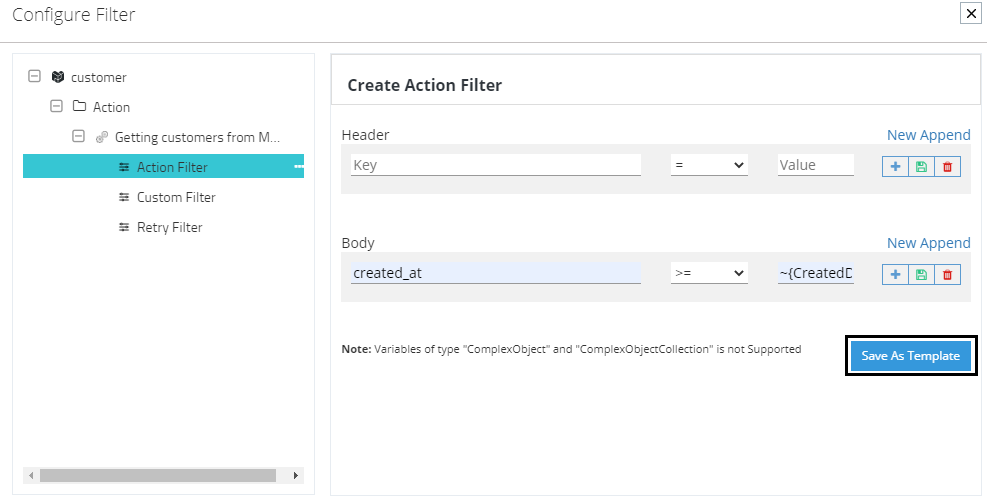 Configure Filter
customer
Action
Getting customers from M...
Action Filter
Custom Filter
Retry Filter
Create Action Filter
Header
New Append
Key
=
Value
Body
New Append
created_at
>=
~{CreatedD
Note: Variables of type "ComplexObject" and "ComplexObjectCollection" is not Supported
Save As Template